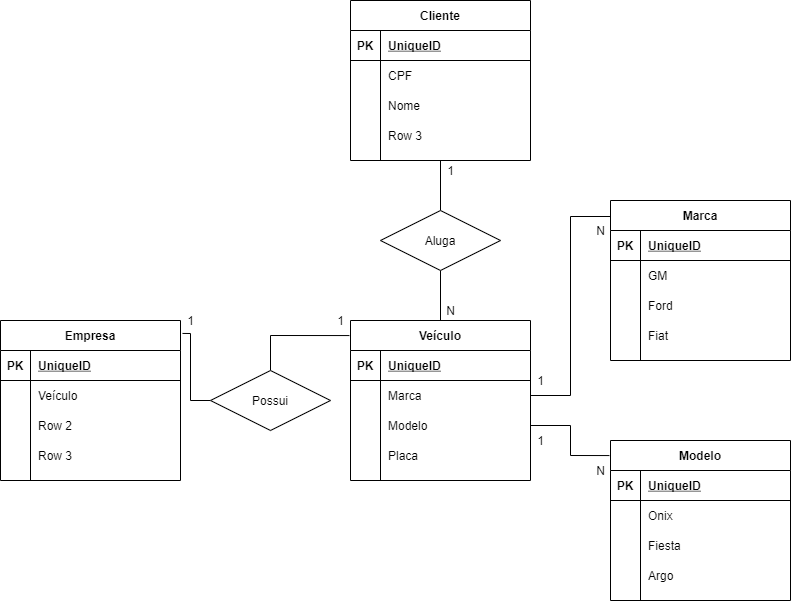 Cliente
PK UniqueID
CPF
Nome
Row 3
1
Aluga
N
Marca
N
PK UniqueID
GM
Ford
Fiat
1
Empresa
PK UniqueID
Veículo
Row 2
Row 3
Possui
1
Veículo
PK UniqueID
Marca
Modelo
Placa
1
1
N
Modelo
PK UniqueID
Onix
Fiesta
Argo